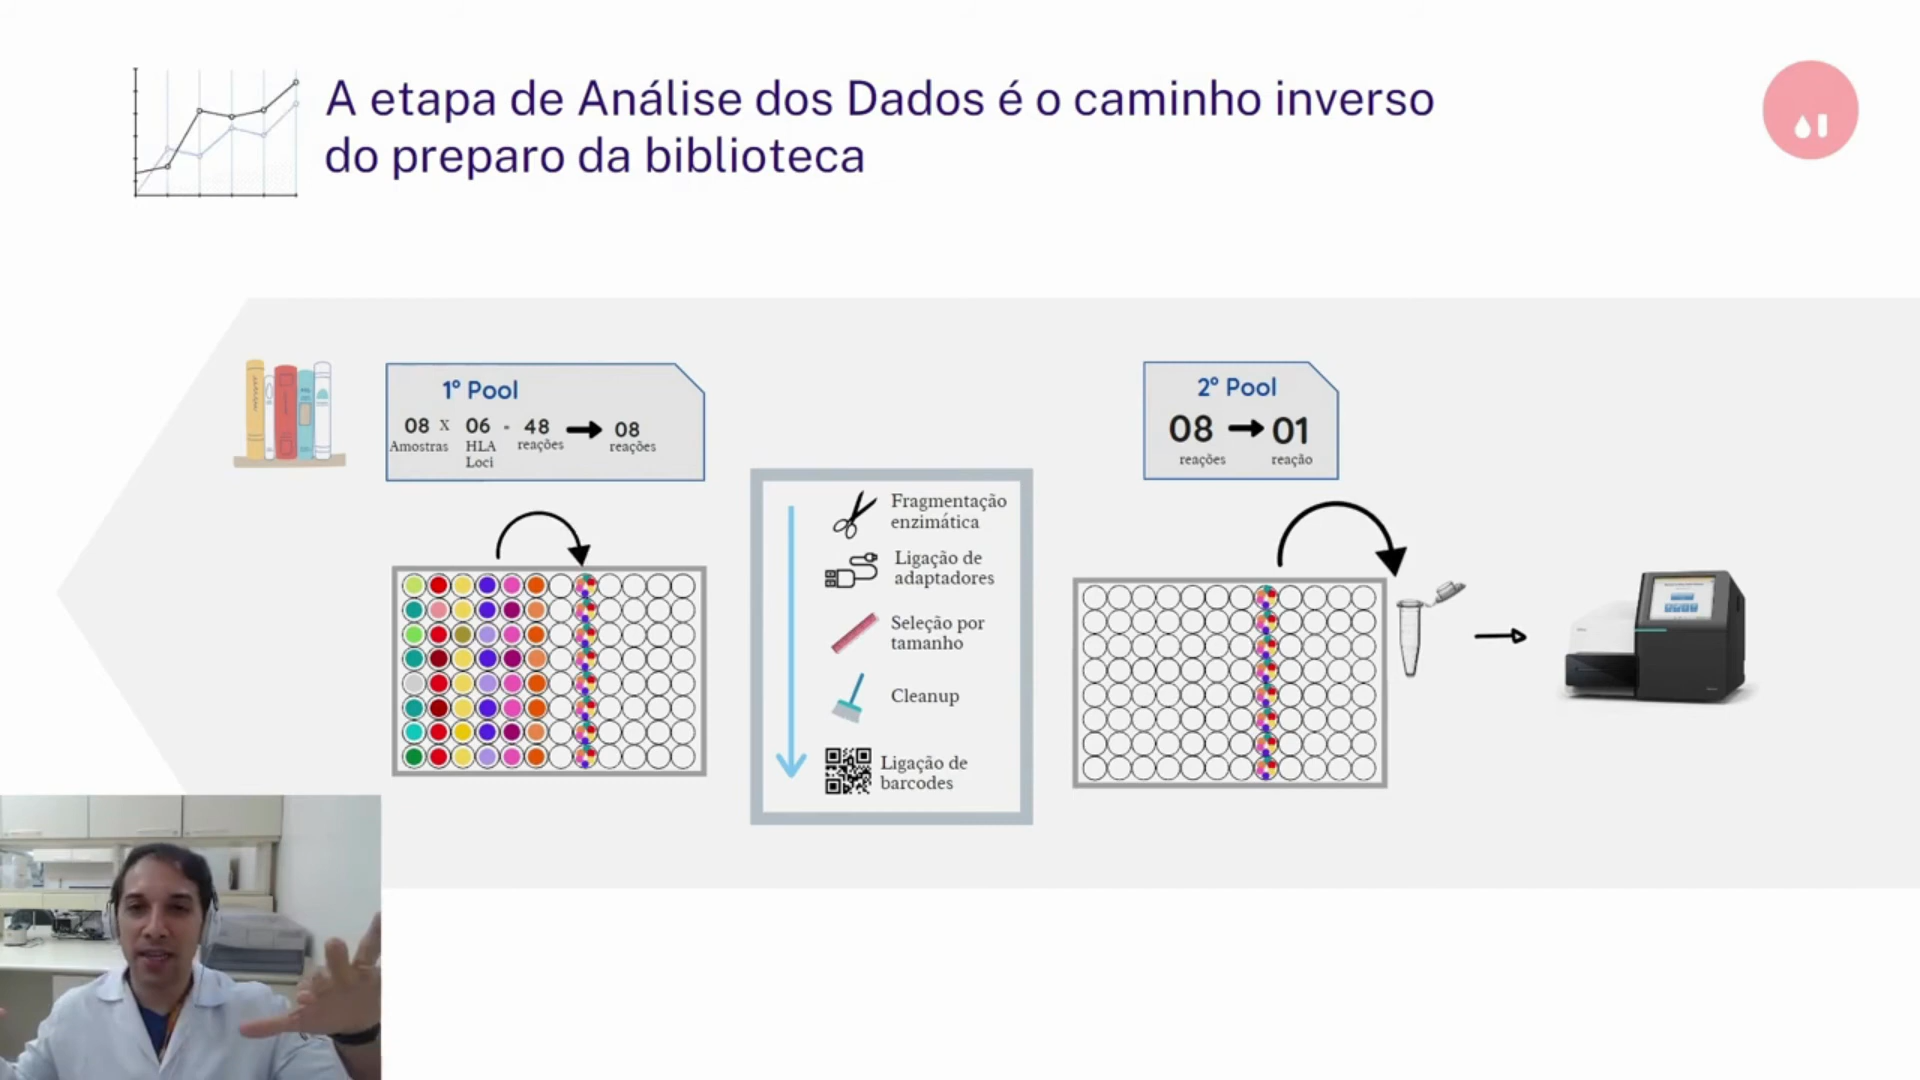 A etapa de Análise dos Dados é o caminho inverso
do preparo da biblioteca
1º Pool
08 x 06 - 48 08
Amostras HLA reações reações
Loci
2º Pool
08 01
reações reação
Fragmentação
enzimática
Ligação de
adaptadores
Seleção por
tamanho
Cleanup
Ligação de
barcodes